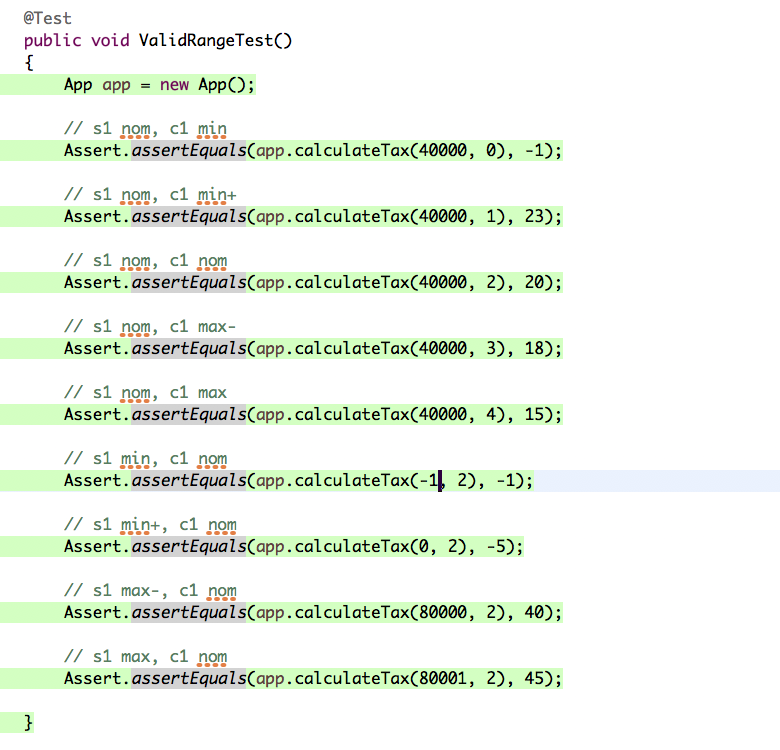 @Test
public void ValidRangeTest()
{
App app = new App();
// s1 nom, c1 min
Assert.assertEquals(app.calculateTax(40000, 0), -1);
// s1 nom, c1 min+
Assert.assertEquals(app.calculateTax(40000, 1), 23);
// s1 nom, c1 nom
Assert.assertEquals(app.calculateTax(40000, 2), 20);
// s1 nom, c1 max-
Assert.assertEquals(app.calculateTax(40000, 3), 18);
// s1 nom, c1 max
Assert.assertEquals(app.calculateTax(40000, 4), 15);
// s1 min, c1 nom
Assert.assertEquals(app.calculateTax(-1, 2), -1);
// s1 min+, c1 nom
Assert.assertEquals(app.calculateTax(0, 2), -5);
// s1 max-, c1 nom
Assert.assertEquals(app.calculateTax(80000, 2), 40);
// s1 max, c1 nom
Assert.assertEquals(app.calculateTax(80001, 2), 45);
}